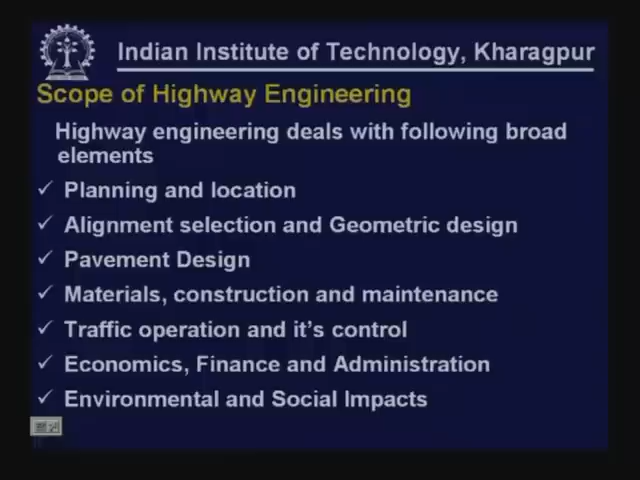 Indian Institute of Technology, Kharagpur
Scope of Highway Engineering
Highway engineering deals with following broad
elements
✓ Planning and location
✓ Alignment selection and Geometric design
✓ Pavement Design
✓ Materials, construction and maintenance
✓ Traffic operation and it's control
✓ Economics, Finance and Administration
✓ Environmental and Social Impacts